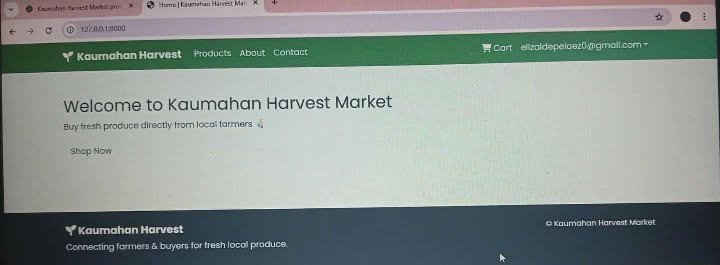 Kaumahan Harvest Market pro
Home | Kaumahan Harvest Mar
127.0.0.1:8000
Kaumahan Harvest
Products
About
Contact
Cart
elizaldepelaez0@gmail.com
Welcome to Kaumahan Harvest Market
Buy fresh produce directly from local farmers
Shop Now
Kaumahan Harvest
© Kaumahan Harvest Market
Connecting farmers & buyers for fresh local produce.